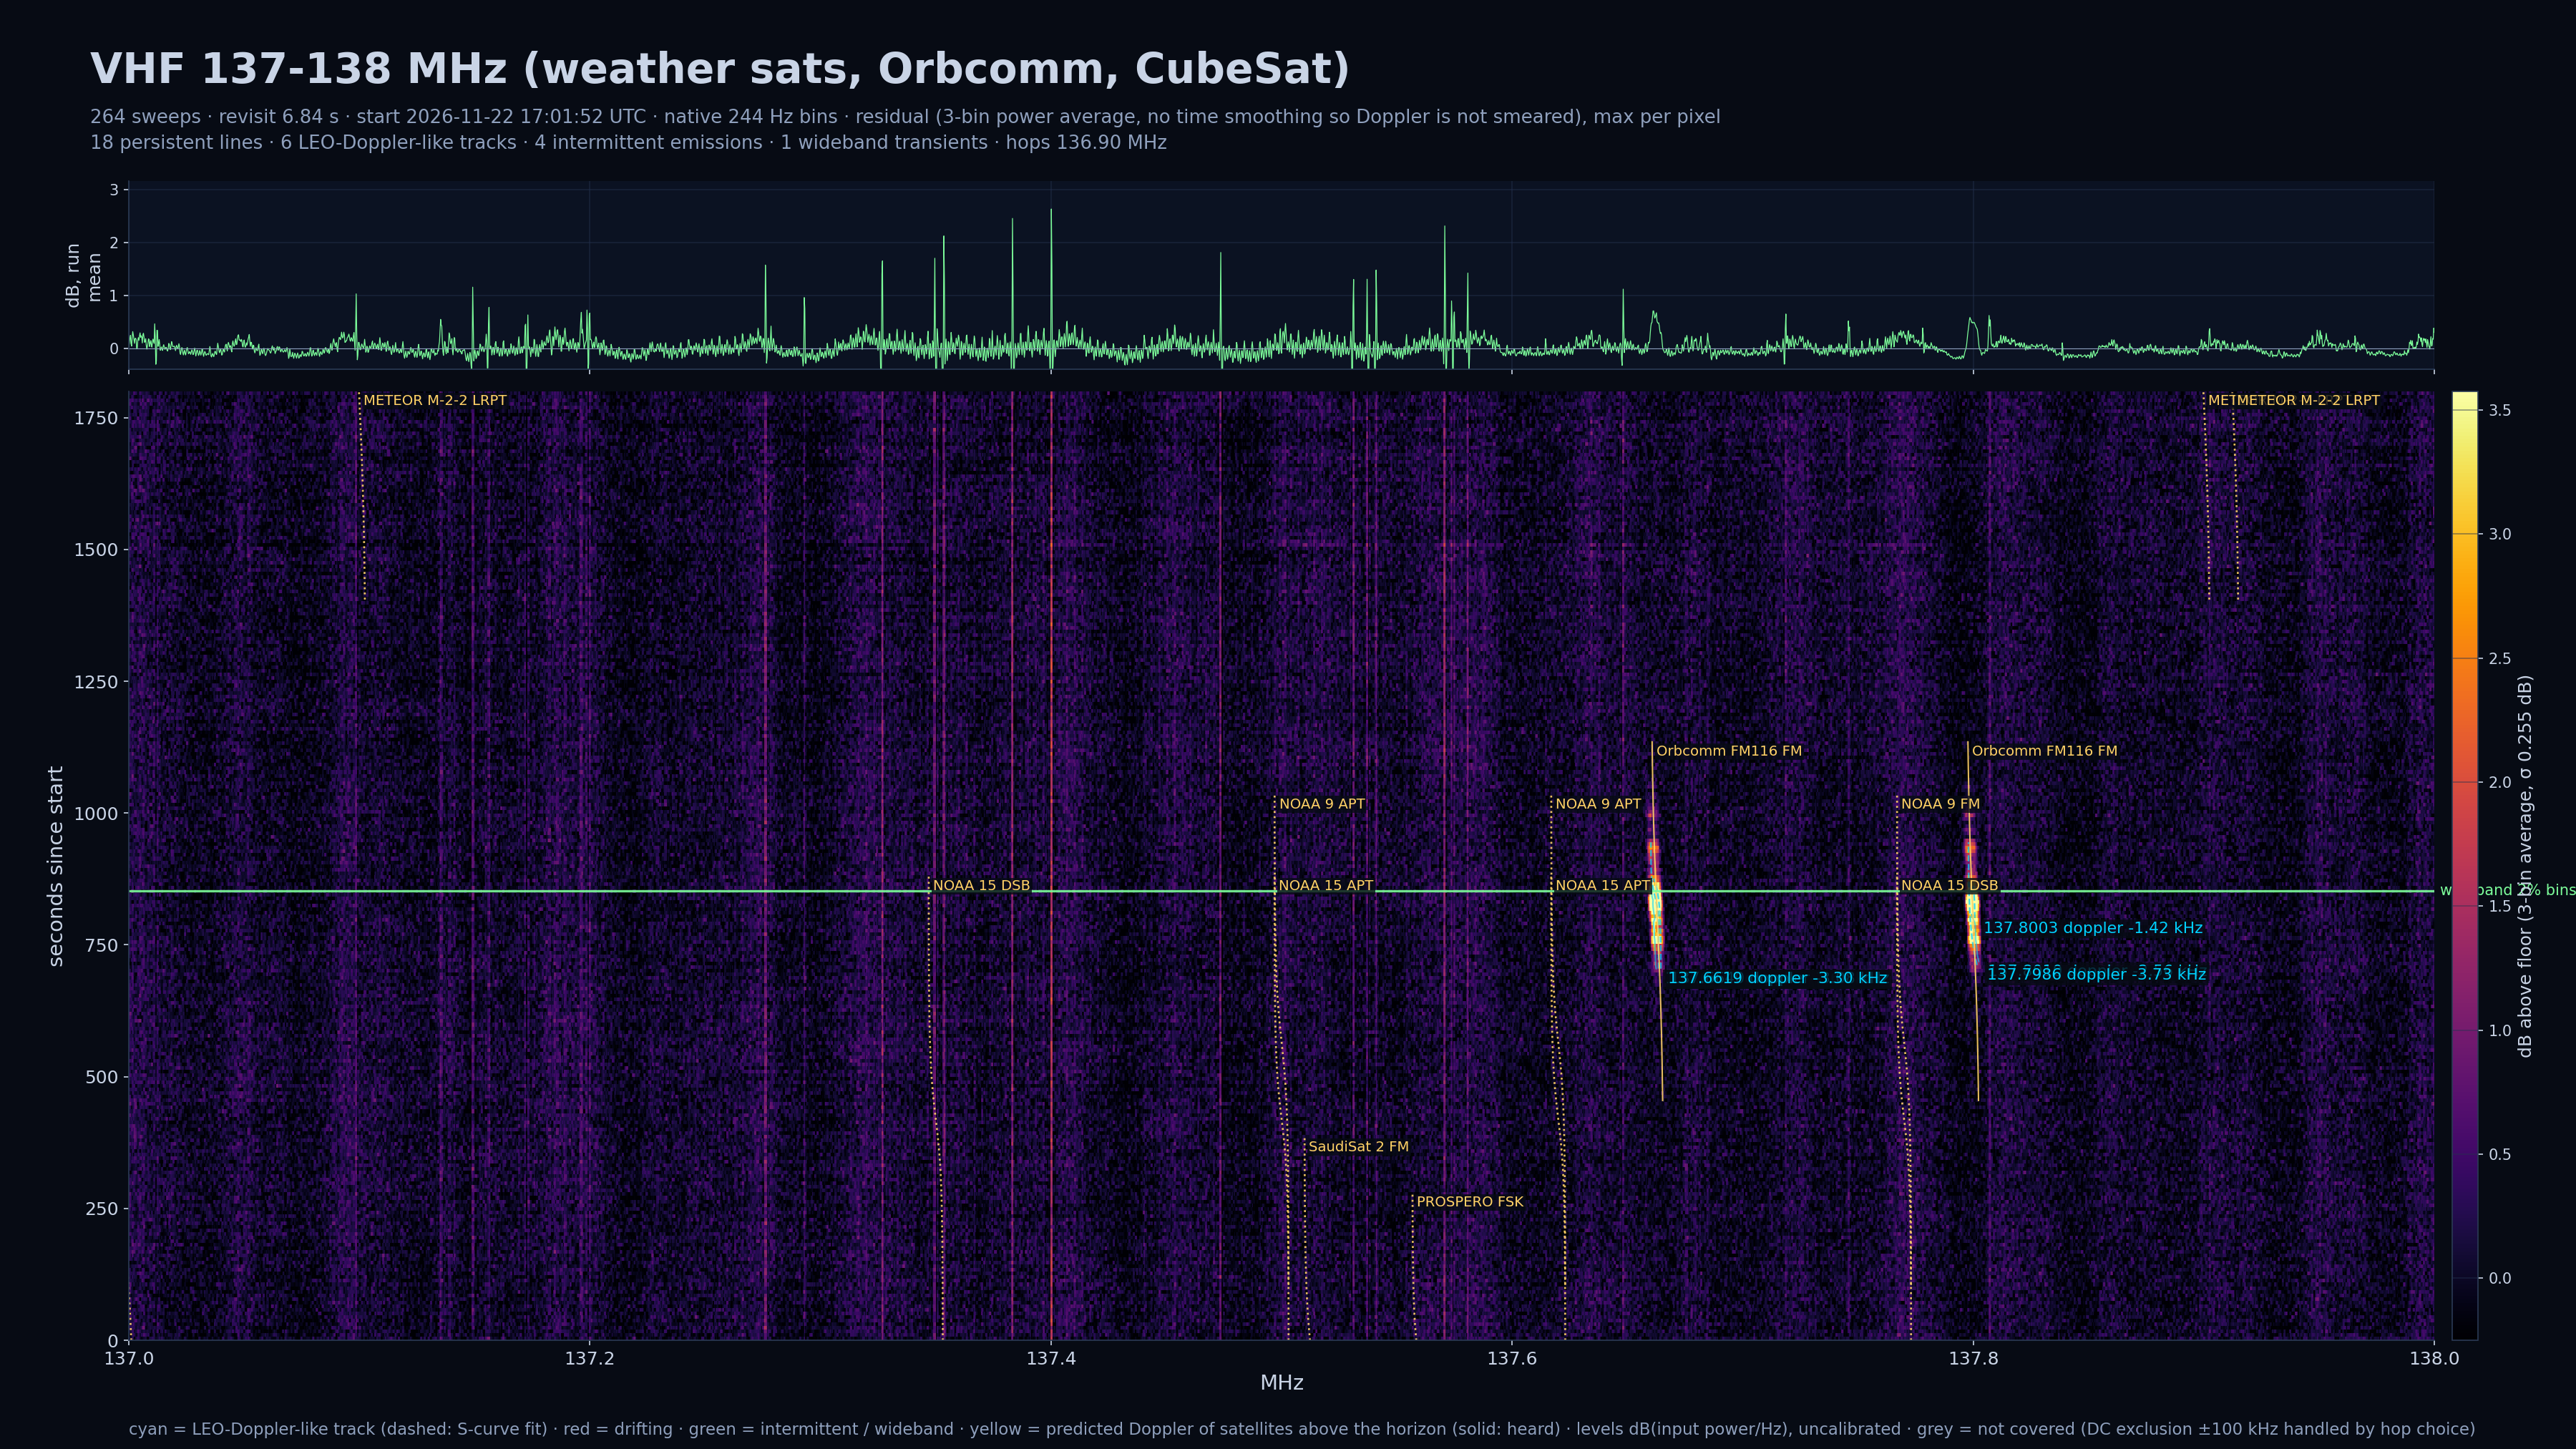 VHF 137-138 MHz (weather sats, Orbcomm, CubeSat)
264 sweeps · revisit 6.84 s · start 2026-11-22 17:01:52 UTC · native 244 Hz bins · residual (3-bin power average, no time smoothing so Doppler is not smeared), max per pixel
18 persistent lines · 6 LEO-Doppler-like tracks · 4 intermittent emissions · 1 wideband transients · hops 136.90 MHz
dB, run
mean
3
2
1
0
METEOR M-2-2 LRPT
METMETEOR M-2-2 LRPT
1750
1500
1250
1000
750
500
250
0
seconds since start
Orbcomm FM116 FM
Orbcomm FM116 FM
NOAA 9 APT
NOAA 9 APT
NOAA 9 FM
NOAA 15 DSB
NOAA 15 APT
NOAA 15 APT
NOAA 15 DSB
137.8003 doppler -1.42 kHz
137.6619 doppler -3.30 kHz
137.7986 doppler -3.73 kHz
SaudiSat 2 FM
PROSPERO FSK
3.5
3.0
2.5
2.0
1.5
1.0
0.5
0.0
dB above floor (3-bin average, σ 0.255 dB)
% bins
137.0
137.2
137.4
137.6
137.8
138.0
MHz
cyan = LEO-Doppler-like track (dashed: S-curve fit) · red = drifting · green = intermittent / wideband · yellow = predicted Doppler of satellites above the horizon (solid: heard) · levels dB(input power/Hz), uncalibrated · grey = not covered (DC exclusion ±100 kHz handled by hop choice)